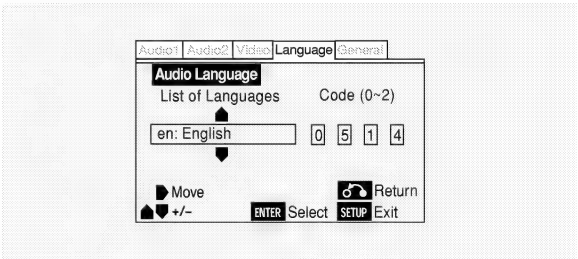 Audio1 Audio2 Video Language General
Audio Language
List of Languages Code (0~2)
en: English 0 5 1 4
Move Return
+/– ENTER Select SETUP Exit